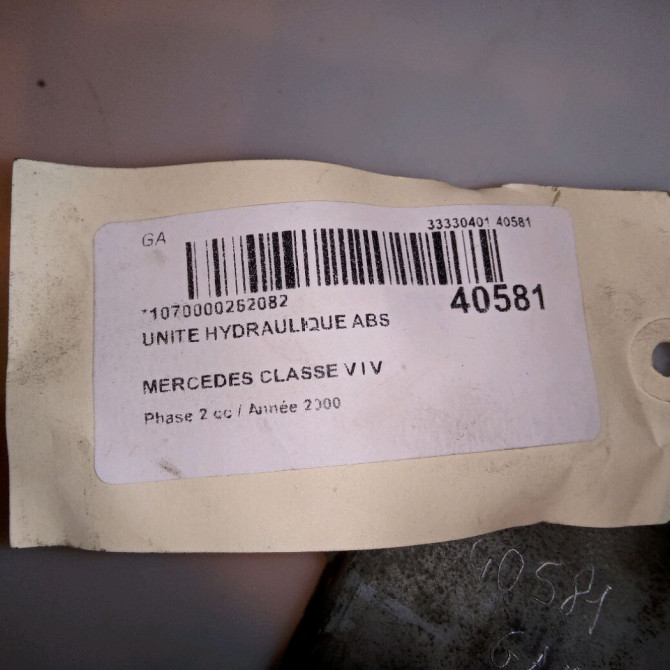 GA
33330401 40581
*1070000262082
40581
UNITE HYDRAULIQUE ABS
MERCEDES CLASSE V I V
Phase 2 cc / Année 2000
40581